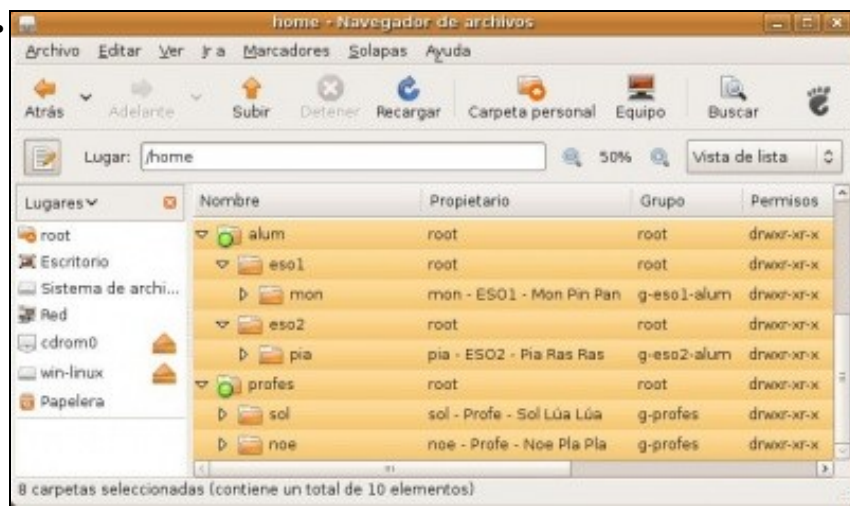 home - Navegador de archivos
Archivo Editar Ver Ir a Marcadores Solapas Ayuda
Atrás Adelante Subir Detener Recargar Carpeta personal Equipo Buscar
Lugar: /home 50% Vista de lista
Lugares Nombre Propietario Grupo Permisos
root alum root root drwxr-xr-x
Escritorio eso1 root root drwxr-xr-x
Sistema de archi... mon mon - ESO1 - Mon Pin Pan g-eso1-alum drwxr-xr-x
Red eso2 root root drwxr-xr-x
cdrom0 pia pia - ESO2 - Pia Ras Ras g-eso2-alum drwxr-xr-x
win-linux profes root root drwxr-xr-x
Papelera sol sol - Profe - Sol Lúa Lúa g-profes drwxr-xr-x
noe noe - Profe - Noe Pla Pla g-profes drwxr-xr-x
8 carpetas seleccionadas (contiene un total de 10 elementos)